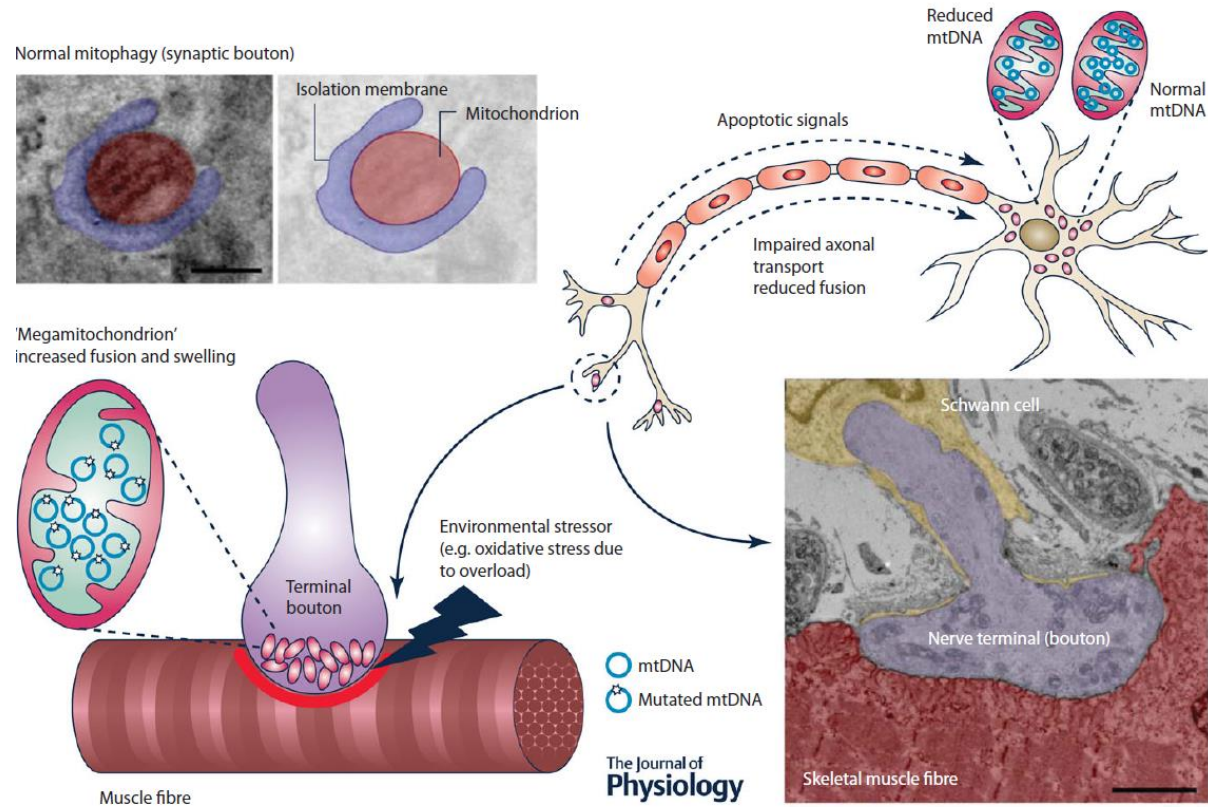 Normal mitophagy (synaptic bouton)
Isolation membrane
Mitochondrion
Reduced
mtDNA
Normal
mtDNA
Apoptotic signals
Impaired axonal
transport
reduced fusion
'Megamitochondrion'
increased fusion and swelling
Terminal
bouton
Environmental stressor
(e.g. oxidative stress due
to overload)
mtDNA
Mutated mtDNA
Muscle fibre
The Journal of
Physiology
Schwann cell
Nerve terminal (bouton)
Skeletal muscle fibre